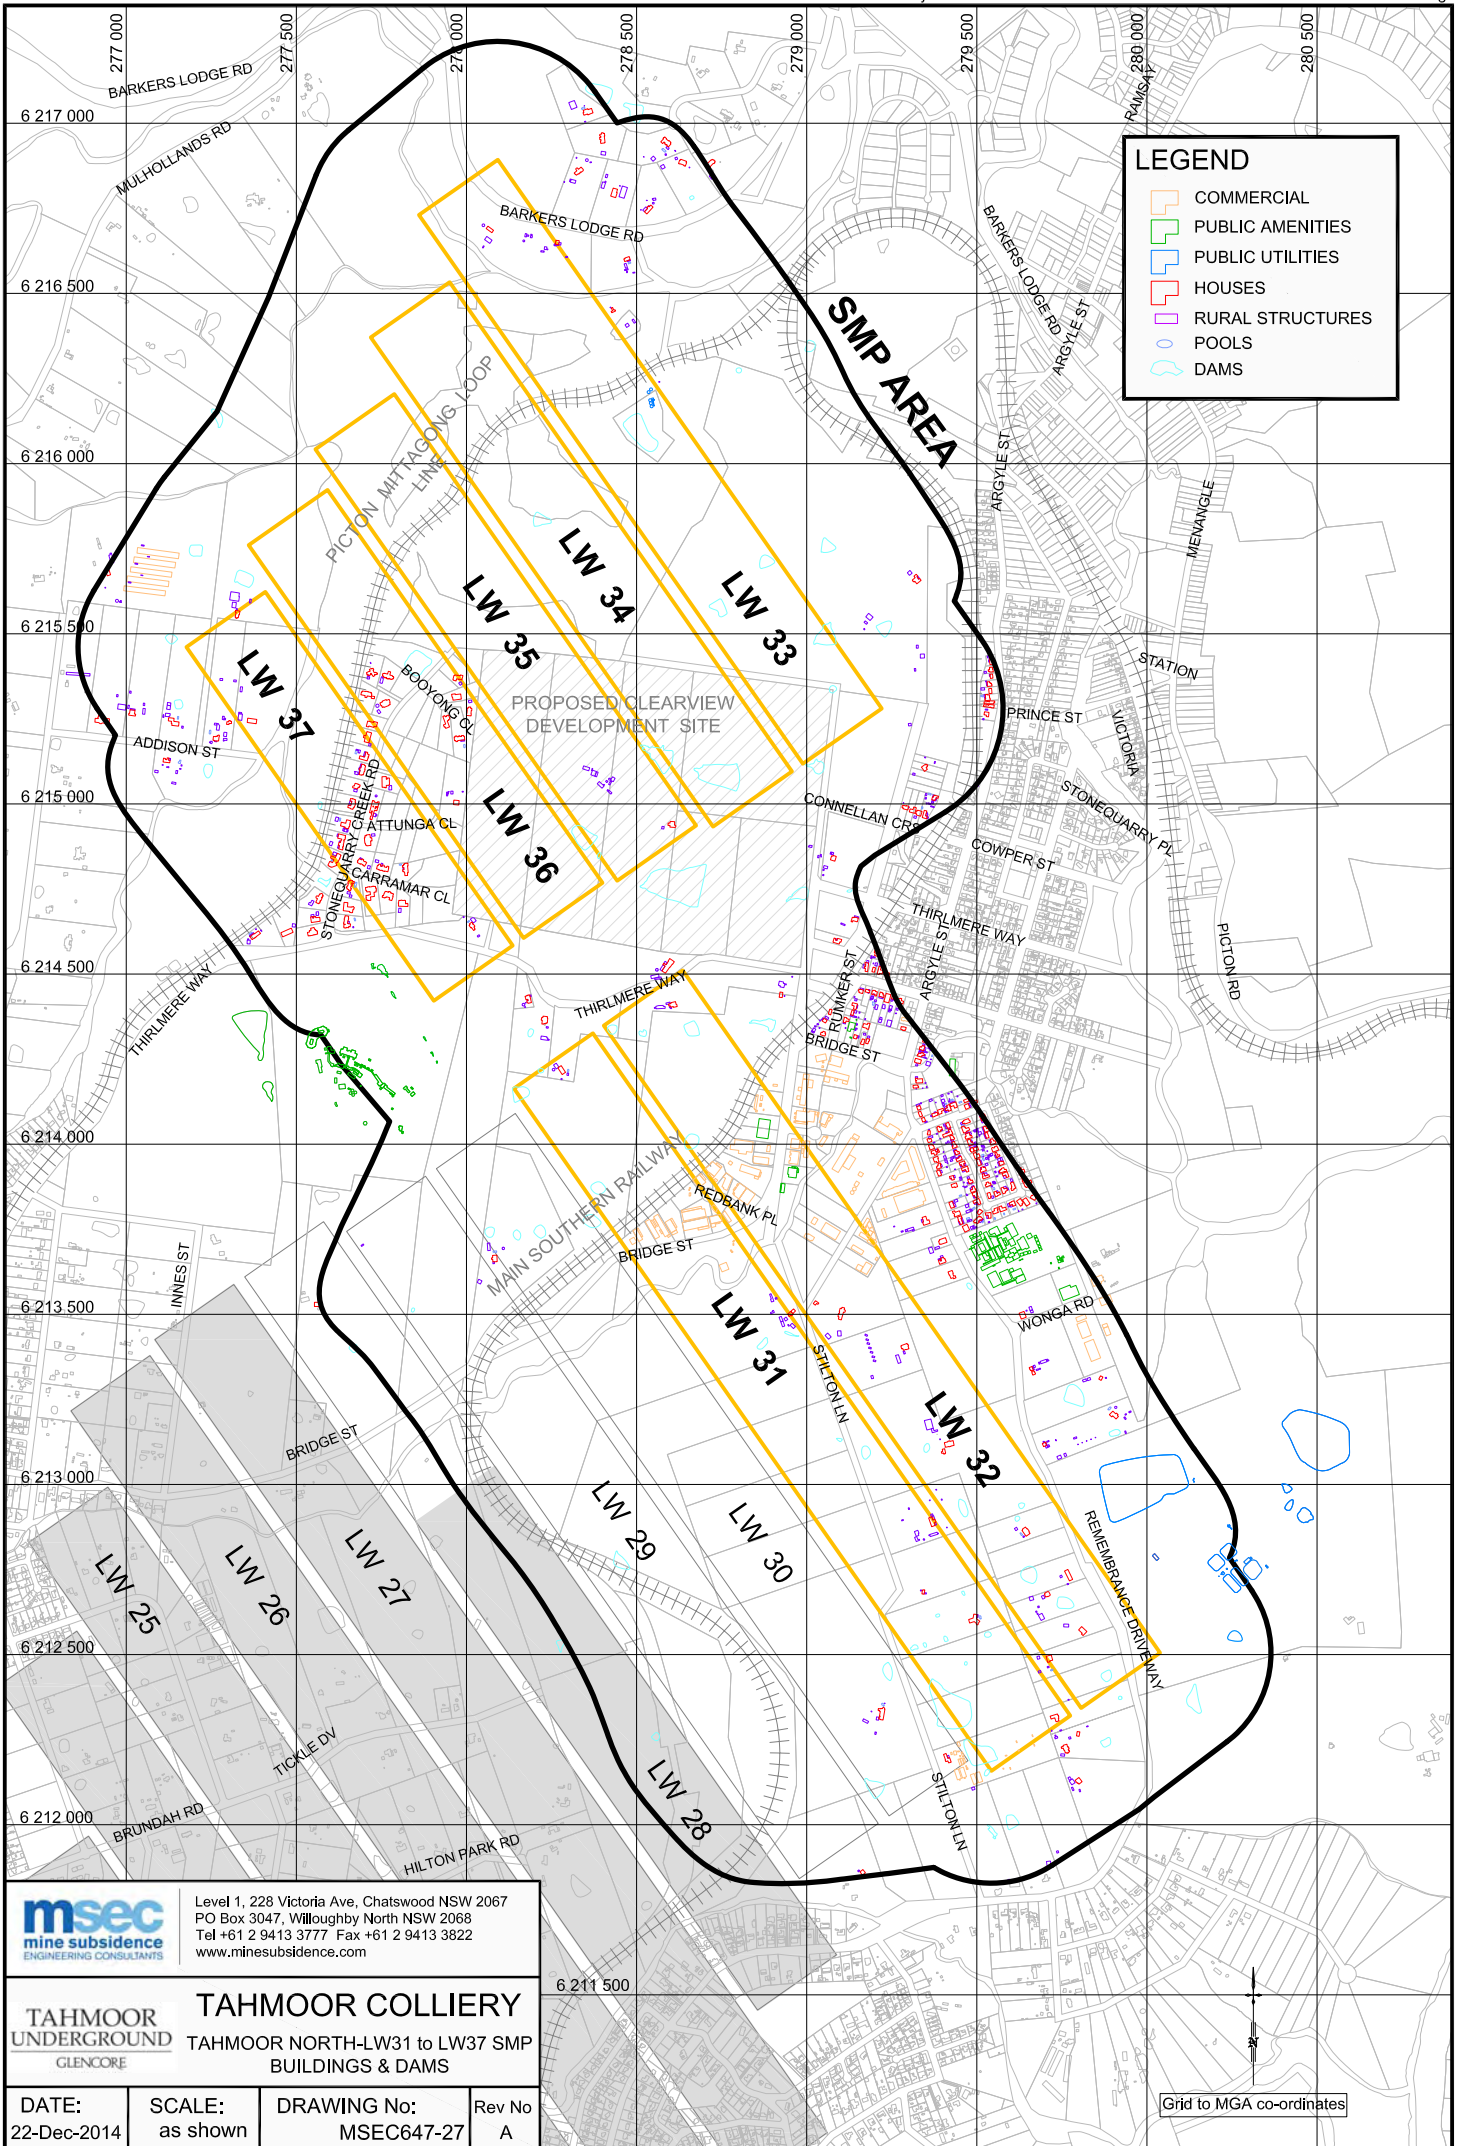 277 000
277 500
278 500
279 000
279 500
280 000
280 500
BARKERS LODGE RD
RAMSAY
6 217 000
MULHOLLANDS RD
LEGEND
COMMERCIAL
PUBLIC AMENITIES
PUBLIC UTILITIES
HOUSES
RURAL STRUCTURES
POOLS
DAMS
BARKERS LODGE RD
BARKERS LODGE RD
6 216 500
SMP AREA
ARGYLE ST
PICTON MITTAGONG LOOP
LINE
6 216 000
ARGYLE ST
MENANGLE
LW 34
LW 33
LW 35
6 215 500
LW 37
BOOYONG CL
STATION
PROPOSED CLEARVIEW
DEVELOPMENT SITE
PRINCE ST
VICTORIA
ADDISON ST
6 215 000
STONEQUARRY CREEK RD
ATTUNGA CL
LW 36
CONNELLAN CRS
STONEQUARRY PL
COWPER ST
CARRAMAR CL
THIRLMERE WAY
ARGYLE ST
PICTON RD
6 214 500
THIRLMERE WAY
THIRLMERE WAY
RUMKER ST
BRIDGE ST
6 214 000
MAIN SOUTHERN RAILWAY
REDBANK PL
BRIDGE ST
INNES ST
6 213 500
LW 31
WONGA RD
STILTON LN
LW 32
BRIDGE ST
6 213 000
LW 29
LW 30
REMEMBRANCE DRIVEWAY
LW 25
LW 26
LW 27
6 212 500
TICKLE DV
LW 28
STILTON LN
6 212 000
BRUNDAH RD
HILTON PARK RD
msec
mine subsidence
ENGINEERING CONSULTANTS
Level 1, 228 Victoria Ave, Chatswood NSW 2067
PO Box 3047, Willoughby North NSW 2068
Tel +61 2 9413 3777 Fax +61 2 9413 3822
www.minesubsidence.com
6 211 500
TAHMOOR
UNDERGROUND
GLENCORE
TAHMOOR COLLIERY
TAHMOOR NORTH-LW31 to LW37 SMP
BUILDINGS & DAMS
DATE:
22-Dec-2014
SCALE:
as shown
DRAWING No:
MSEC647-27
Rev No
A
N
Grid to MGA co-ordinates